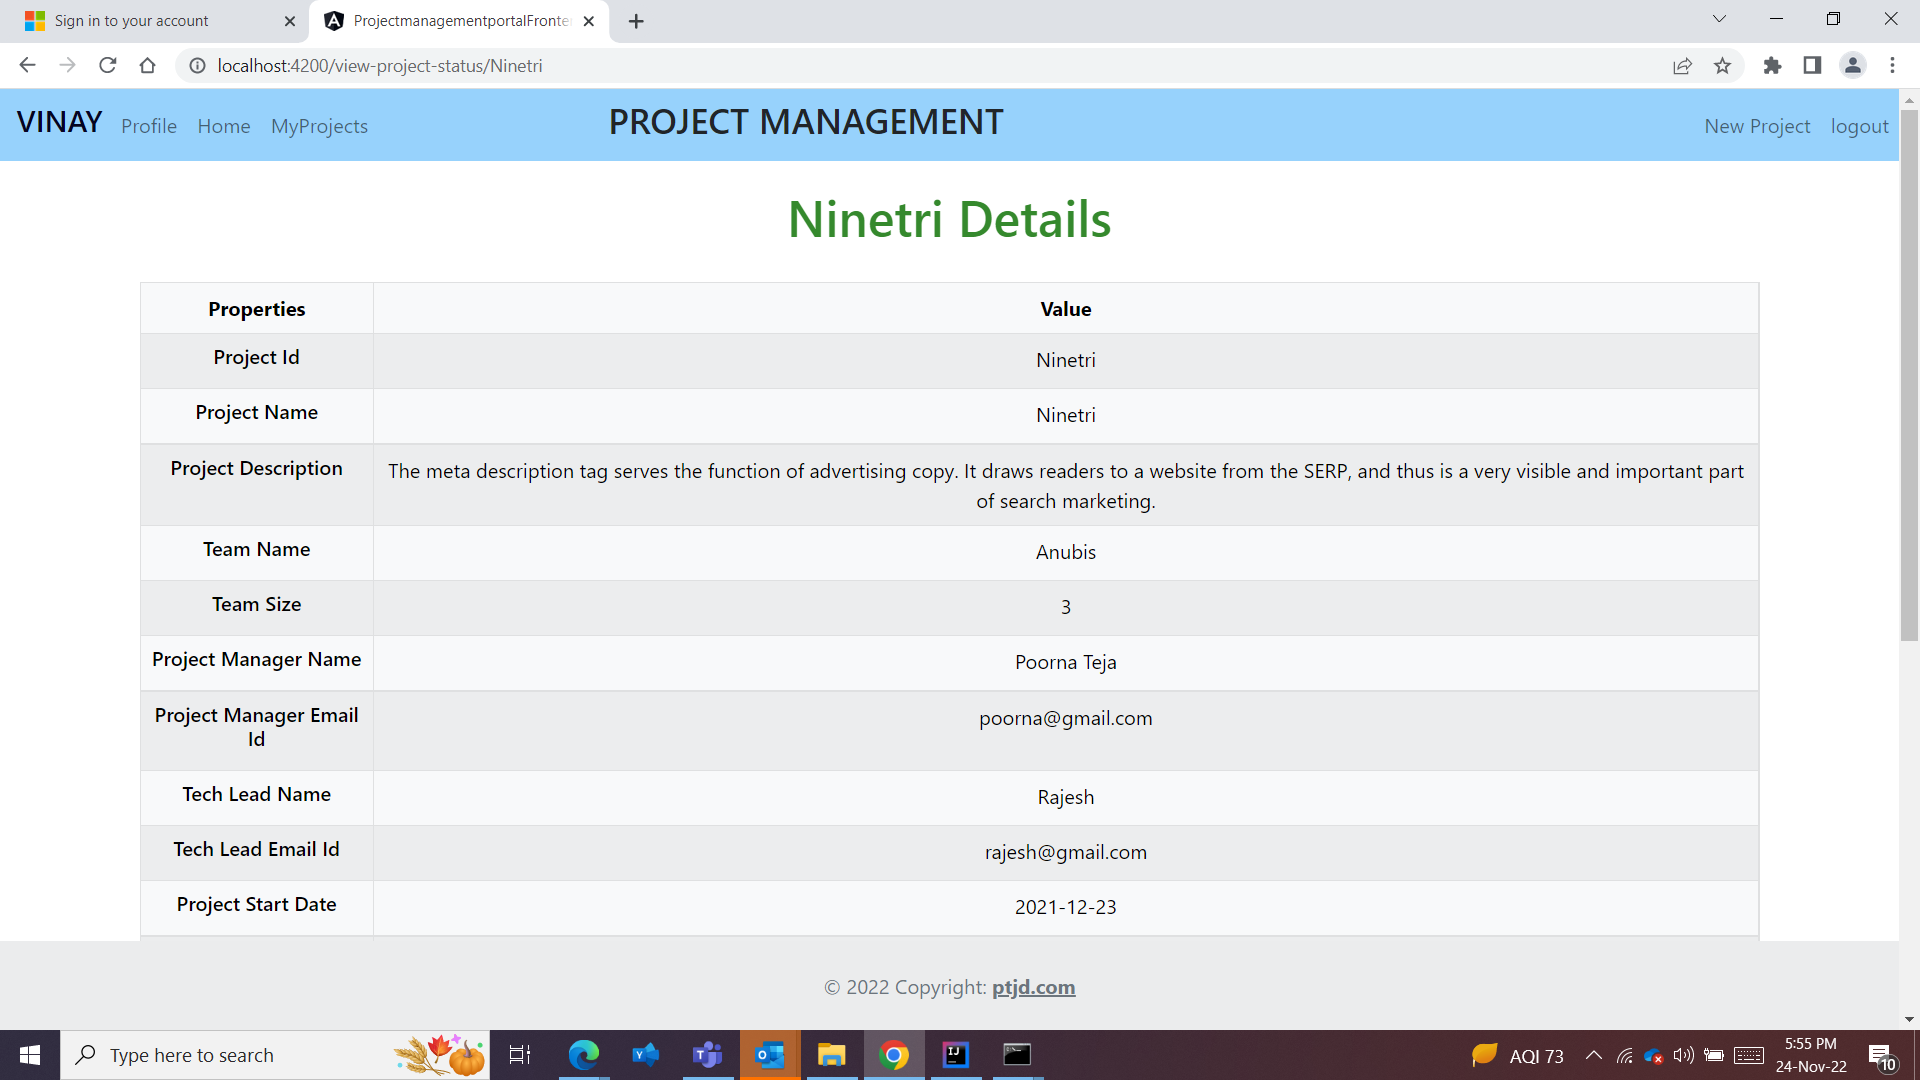 Sign in to your account
ProjectmanagementportalFronte
localhost:4200/view-project-status/Ninetri
VINAY Profile Home MyProjects PROJECT MANAGEMENT New Project logout
Ninetri Details
Properties Value
Project Id Ninetri
Project Name Ninetri
Project Description The meta description tag serves the function of advertising copy. It draws readers to a website from the SERP, and thus is a very visible and important part
of search marketing.
Team Name Anubis
Team Size 3
Project Manager Name Poorna Teja
Project Manager Email poorna@gmail.com
Id
Tech Lead Name Rajesh
Tech Lead Email Id rajesh@gmail.com
Project Start Date 2021-12-23
© 2022 Copyright: ptjd.com
Type here to search
AQI 73
5:55 PM
24-Nov-22
10